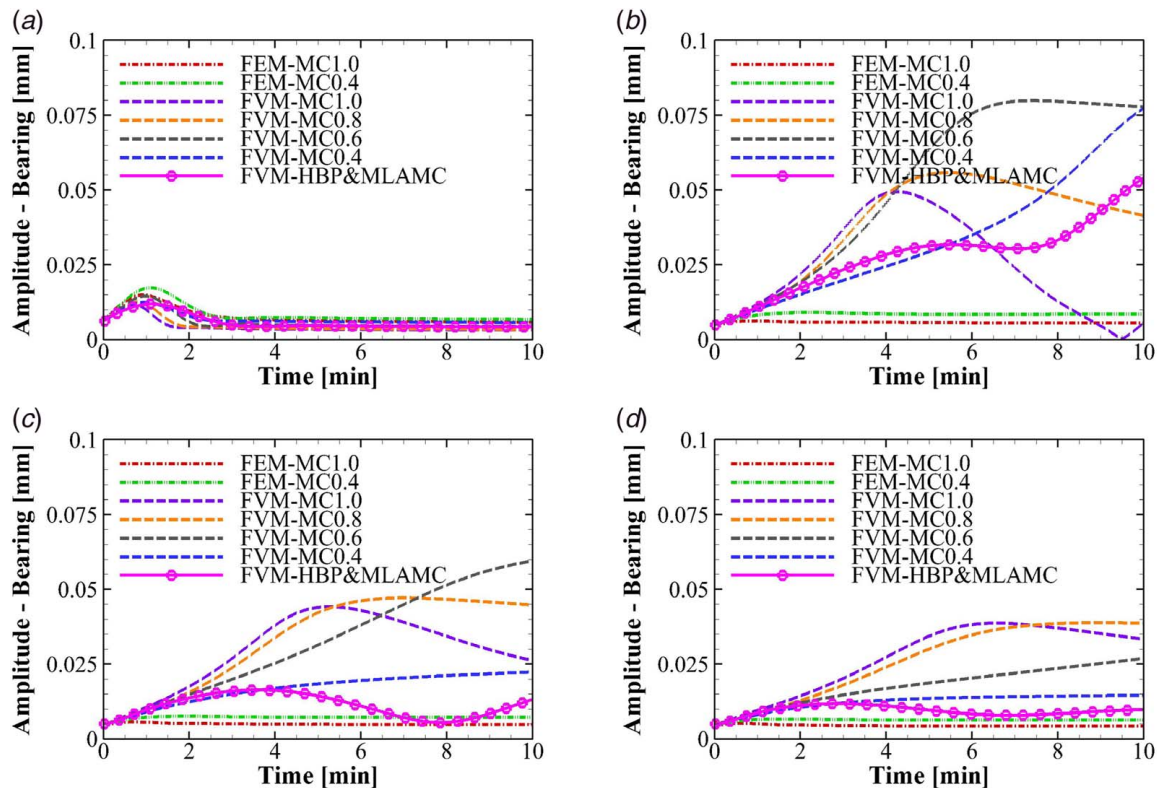 (a)
Amplitude - Bearing [mm]
0.1
0.075
0.05
0.025
0
FEM-MC1.0
FEM-MC0.4
FVM-MC1.0
FVM-MC0.8
FVM-MC0.6
FVM-MC0.4
FVM-HBP&MLAMC
0 2 4 6 8 10
Time [min]
(b)
Amplitude - Bearing [mm]
0.1
0.075
0.05
0.025
0
FEM-MC1.0
FEM-MC0.4
FVM-MC1.0
FVM-MC0.8
FVM-MC0.6
FVM-MC0.4
FVM-HBP&MLAMC
0 2 4 6 8 10
Time [min]
(c)
Amplitude - Bearing [mm]
0.1
0.075
0.05
0.025
0
FEM-MC1.0
FEM-MC0.4
FVM-MC1.0
FVM-MC0.8
FVM-MC0.6
FVM-MC0.4
FVM-HBP&MLAMC
0 2 4 6 8 10
Time [min]
(d)
Amplitude - Bearing [mm]
0.1
0.075
0.05
0.025
0
FEM-MC1.0
FEM-MC0.4
FVM-MC1.0
FVM-MC0.8
FVM-MC0.6
FVM-MC0.4
FVM-HBP&MLAMC
0 2 4 6 8 10
Time [min]